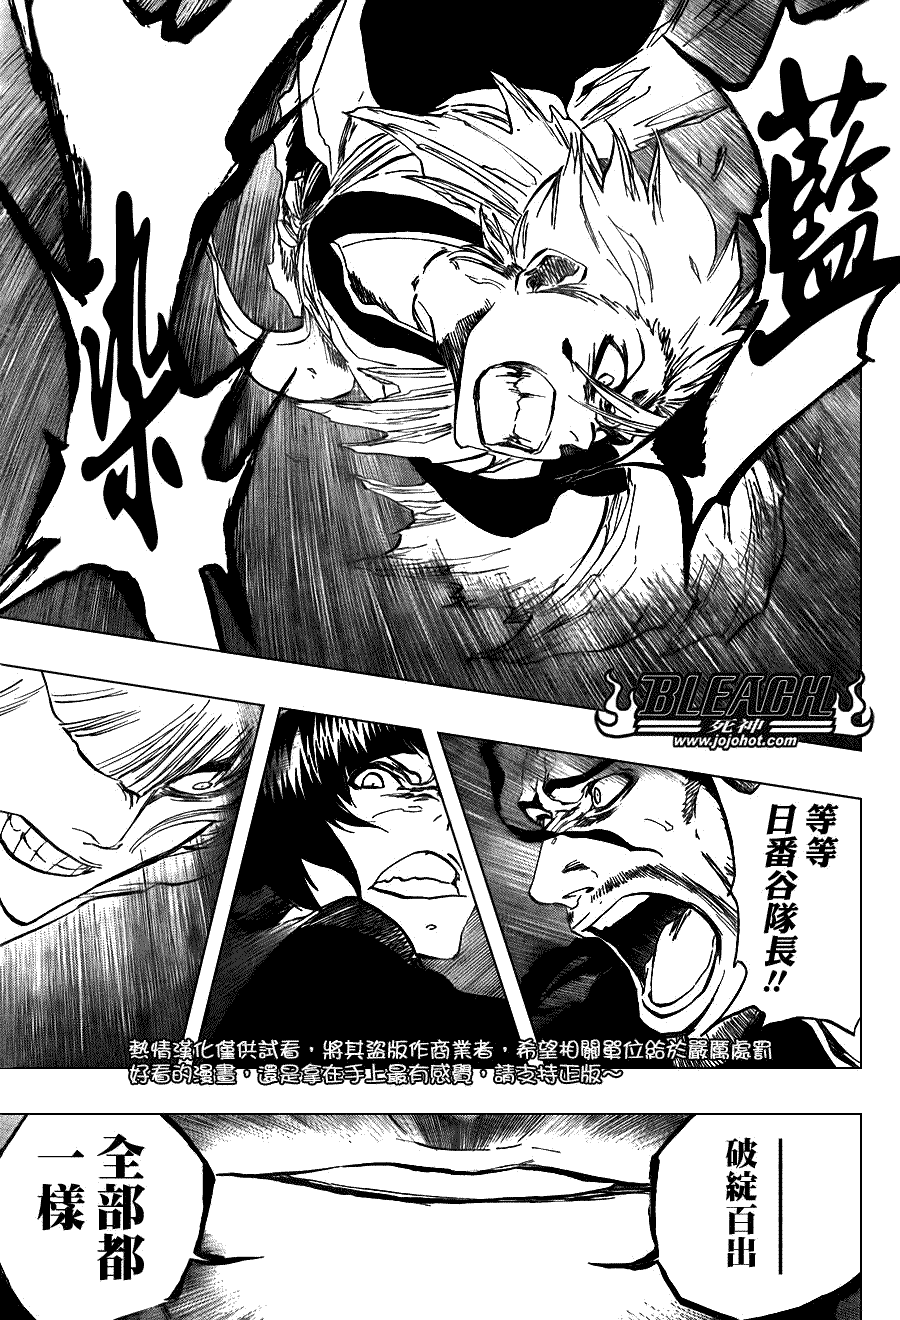 藍
染
BLEACH
死神
www.jojohot.com
等等
日番谷隊長!!
熱情漢化僅供試看，將其盜版作商業者，希望相關單位給於嚴厲處罰
好看的漫畫，還是拿在手上最有感覺，請支持正版～
破綻百出
全部都
一樣